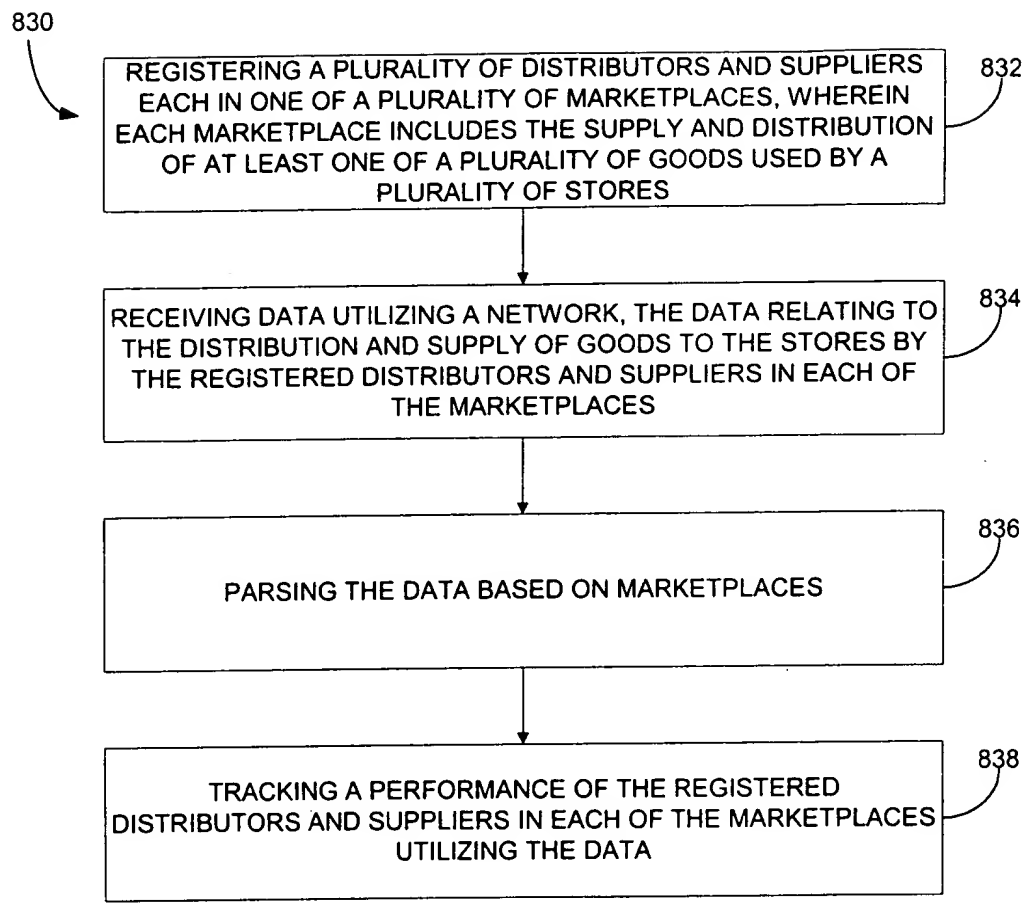 830
REGISTERING A PLURALITY OF DISTRIBUTORS AND SUPPLIERS
EACH IN ONE OF A PLURALITY OF MARKETPLACES, WHEREIN
EACH MARKETPLACE INCLUDES THE SUPPLY AND DISTRIBUTION
OF AT LEAST ONE OF A PLURALITY OF GOODS USED BY A
PLURALITY OF STORES
832
RECEIVING DATA UTILIZING A NETWORK, THE DATA RELATING TO
THE DISTRIBUTION AND SUPPLY OF GOODS TO THE STORES BY
THE REGISTERED DISTRIBUTORS AND SUPPLIERS IN EACH OF
THE MARKETPLACES
834
PARSING THE DATA BASED ON MARKETPLACES
836
TRACKING A PERFORMANCE OF THE REGISTERED
DISTRIBUTORS AND SUPPLIERS IN EACH OF THE MARKETPLACES
UTILIZING THE DATA
838